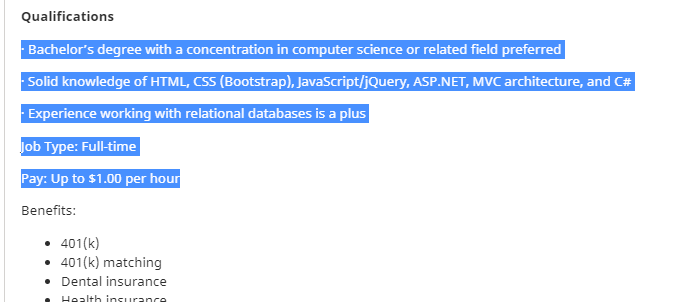 Qualifications
· Bachelor's degree with a concentration in computer science or related field preferred
· Solid knowledge of HTML, CSS (Bootstrap), JavaScript/jQuery, ASP.NET, MVC architecture, and C#
· Experience working with relational databases is a plus
Job Type: Full-time
Pay: Up to $1.00 per hour
Benefits:
• 401(k)
• 401(k) matching
• Dental insurance
• Health insurance